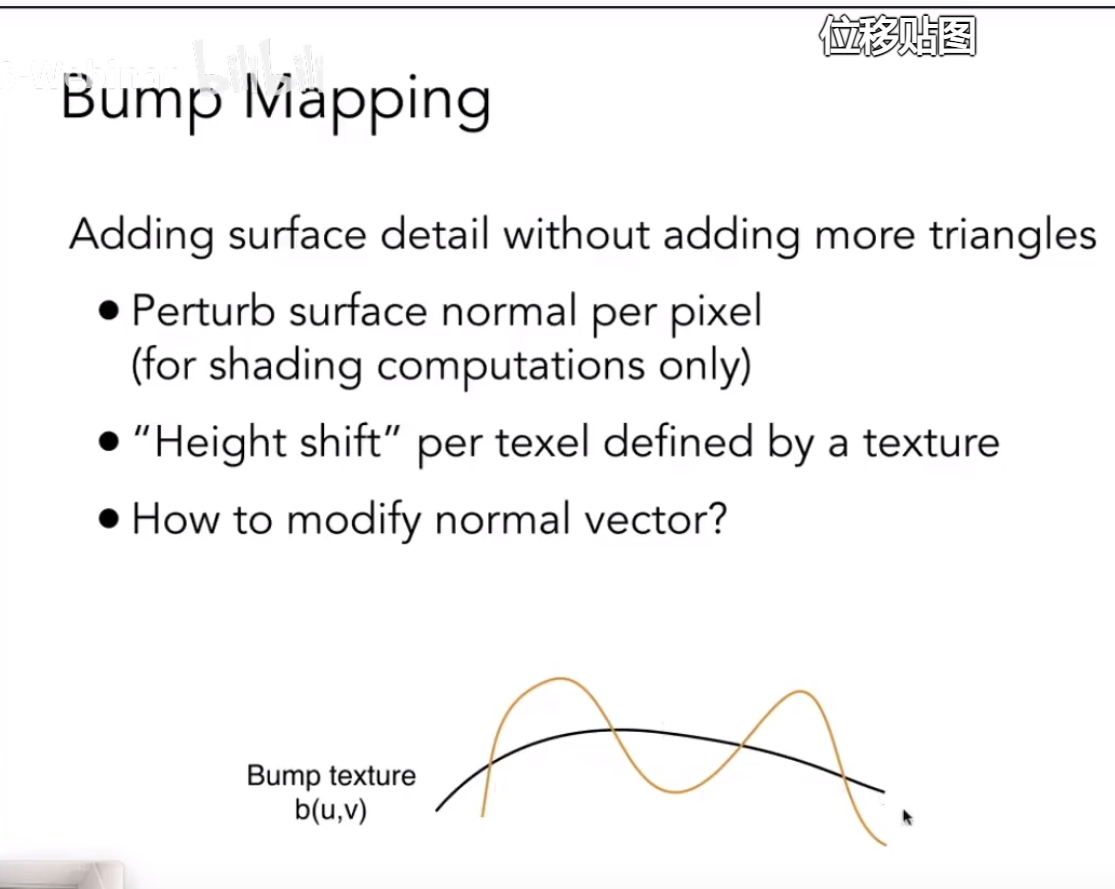 位移贴图
bilibili
Bump Mapping
Adding surface detail without adding more triangles
● Perturb surface normal per pixel
(for shading computations only)
● “Height shift” per texel defined by a texture
● How to modify normal vector?
Bump texture
b(u,v)